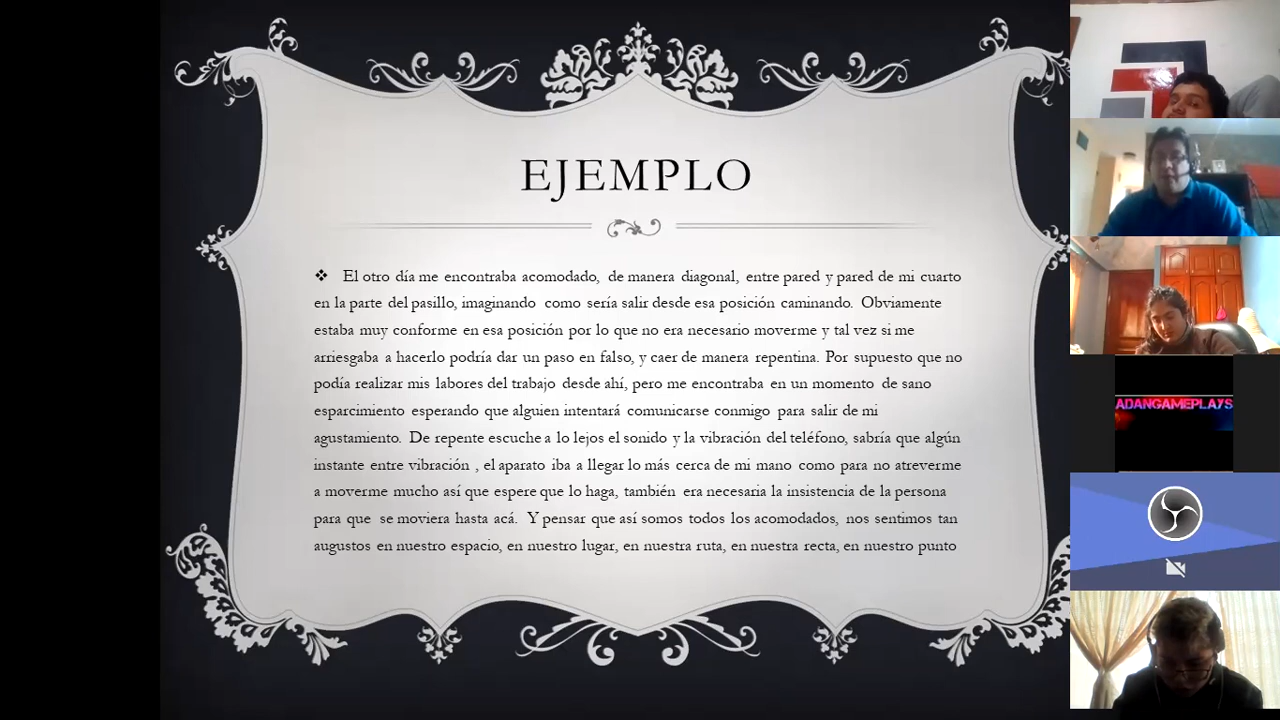 EJEMPLO
❖ El otro día me encontraba acomodado, de manera diagonal, entre pared y pared de mi cuarto
en la parte del pasillo, imaginando como sería salir desde esa posición caminando. Obviamente
estaba muy conforme en esa posición por lo que no era necesario moverme y tal vez si me
arriesgaba a hacerlo podría dar un paso en falso, y caer de manera repentina. Por supuesto que no
podía realizar mis labores del trabajo desde ahí, pero me encontraba en un momento de sano
esparcimiento esperando que alguien intentará comunicarse conmigo para salir de mi
agustamiento. De repente escuche a lo lejos el sonido y la vibración del teléfono, sabría que algún
instante entre vibración , el aparato iba a llegar lo más cerca de mi mano como para no atreverme
a moverme mucho así que espere que lo haga, también era necesaria la insistencia de la persona
para que se moviera hasta acá. Y pensar que así somos todos los acomodados, nos sentimos tan
augustos en nuestro espacio, en nuestro lugar, en nuestra ruta, en nuestra recta, en nuestro punto
ADANGAMEPLAYS